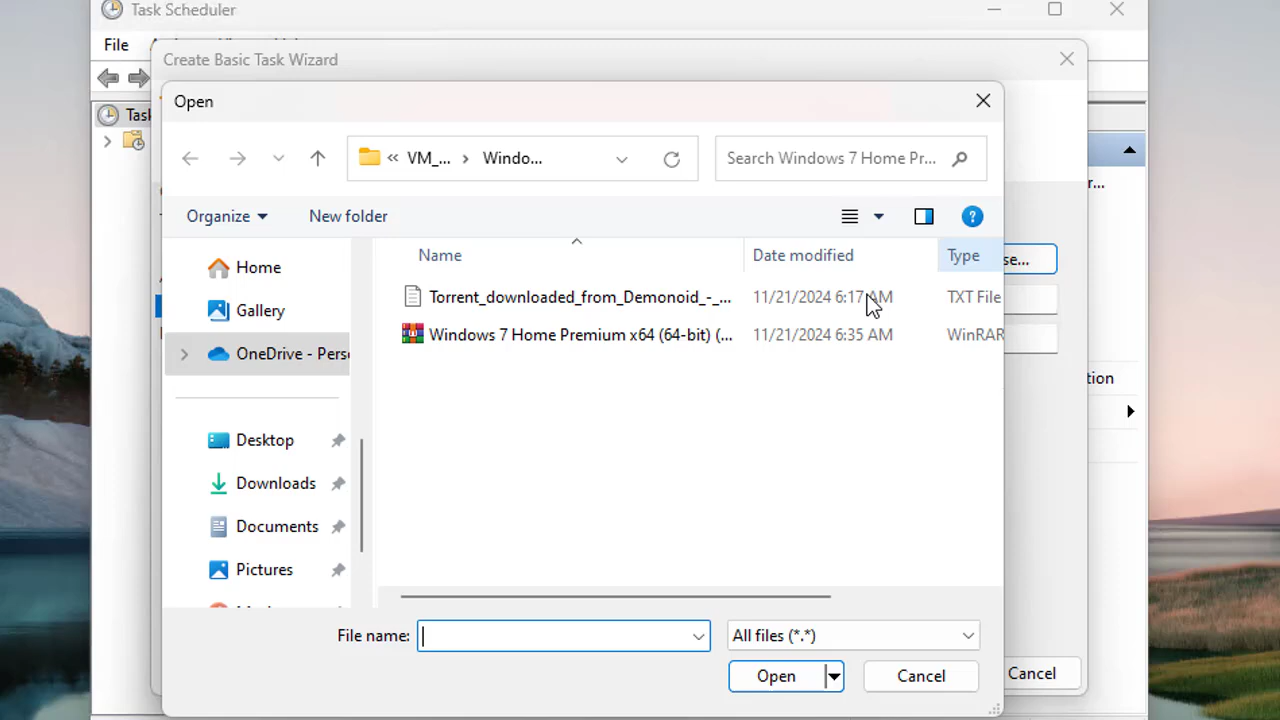 Task Scheduler
File
Create Basic Task Wizard
Task
Open
« VM_... › Windo...
Search Windows 7 Home Pr...
Organize
New folder
Name
Date modified
Type
Home
Gallery
OneDrive - Pers
Desktop
Downloads
Documents
Pictures
Torrent_downloaded_from_Demonoid_-_...
11/21/2024 6:17 AM
TXT File
Windows 7 Home Premium x64 (64-bit) (...
11/21/2024 6:35 AM
WinRAR
se...
r...
tion
File name:
All files (*.*)
Open
Cancel
Cancel